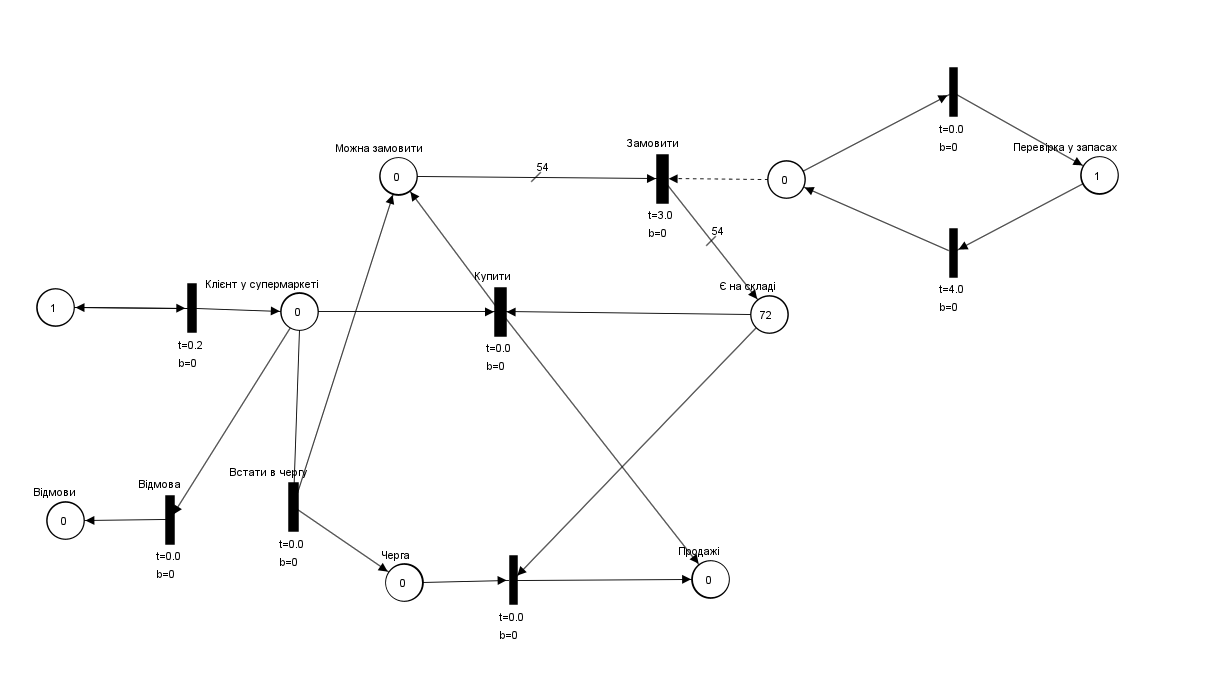 t=0.0
b=0
Замовити
54
Можна замовити
Перевірка у запасах
0
0
1
t=3.0
b=0
54
t=4.0
b=0
Купити
Клієнт у супермаркеті
Є на складі
1
0
72
t=0.2
b=0
t=0.0
b=0
Встати в чергу
Відмова
Відмови
0
t=0.0
b=0
t=0.0
b=0
Черга
Продажі
0
0
t=0.0
b=0